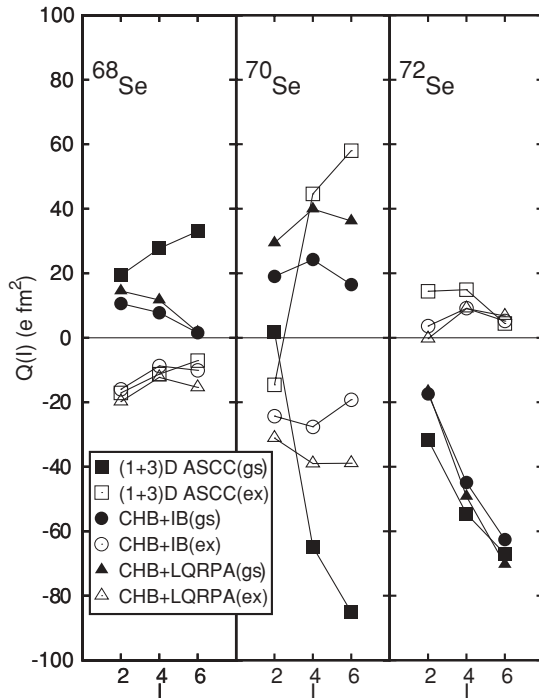 100
80
60
40
20
0
-20
-40
-60
-80
-100
Q(I) (e fm²)
⁶⁸Se
⁷⁰Se
⁷²Se
(1+3)D ASCC(gs)
(1+3)D ASCC(ex)
CHB+IB(gs)
CHB+IB(ex)
CHB+LQRPA(gs)
CHB+LQRPA(ex)
2 4 6
2 4 6
2 4 6
I
I
I